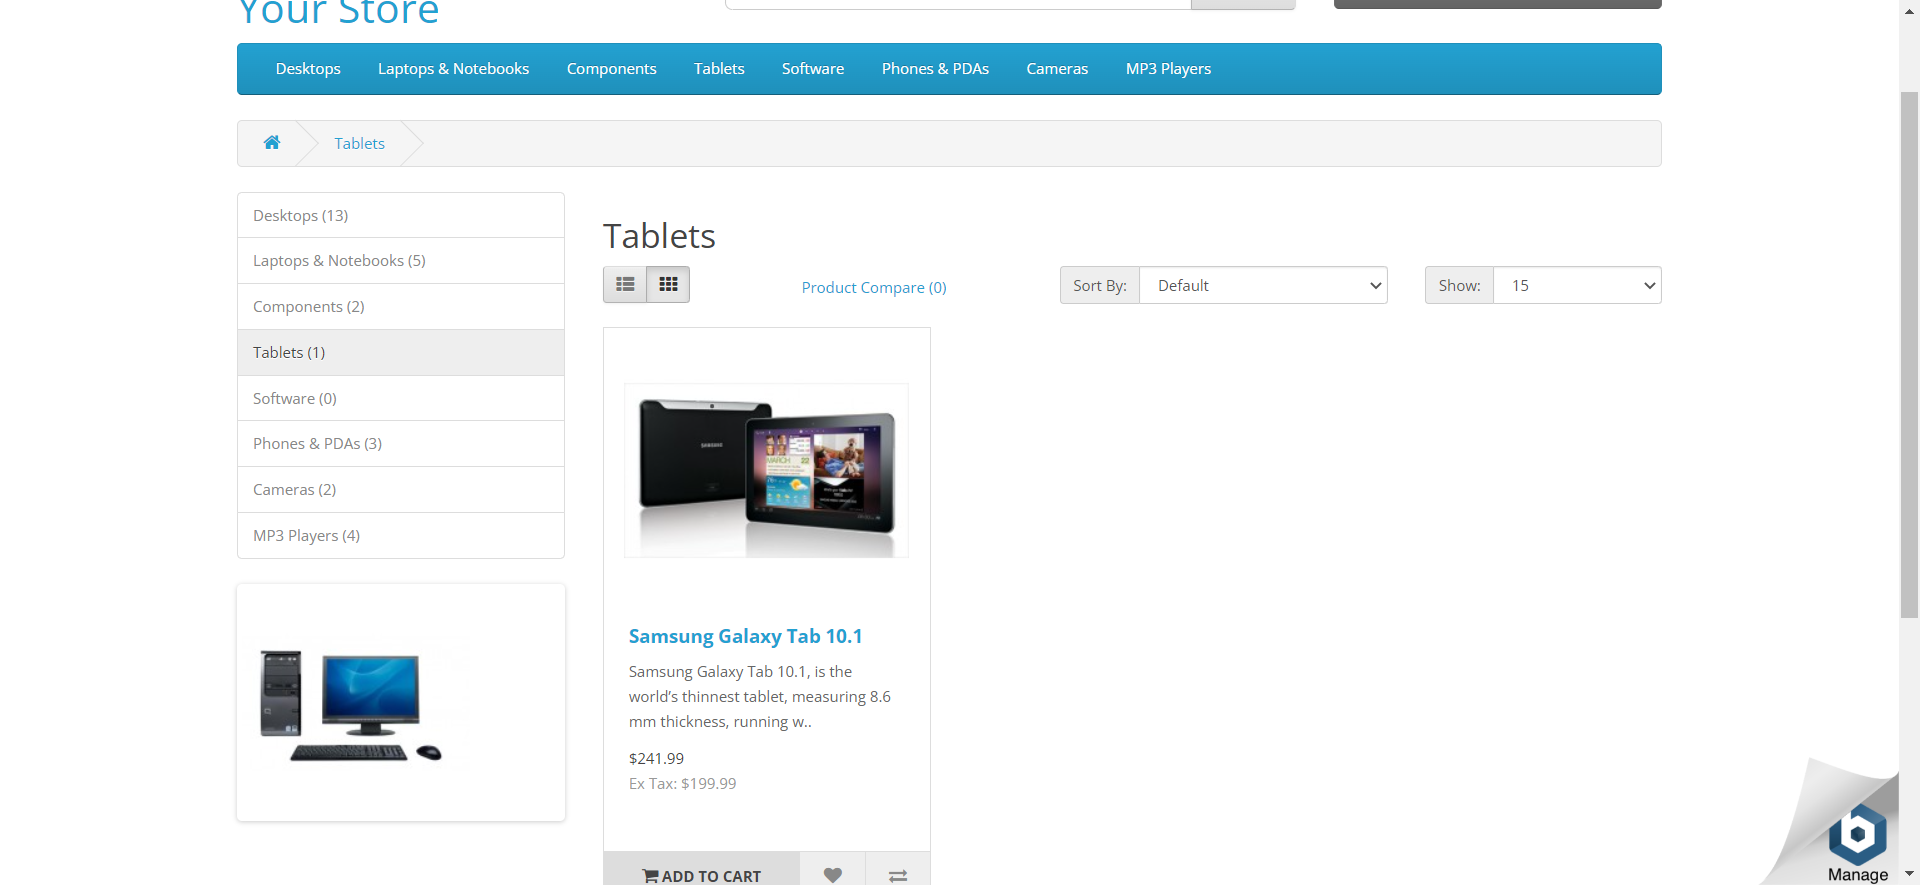 Your Store
Desktops
Laptops & Notebooks
Components
Tablets
Software
Phones & PDAs
Cameras
MP3 Players
Tablets
Desktops (13)
Laptops & Notebooks (5)
Components (2)
Tablets (1)
Software (0)
Phones & PDAs (3)
Cameras (2)
MP3 Players (4)
Tablets
Product Compare (0)
Sort By:
Default
Show:
15
SAMSUNG
MARCH 22
Samsung Galaxy Tab 10.1
Samsung Galaxy Tab 10.1, is the
world's thinnest tablet, measuring 8.6
mm thickness, running w..
$241.99
Ex Tax: $199.99
ADD TO CART
b
Manage